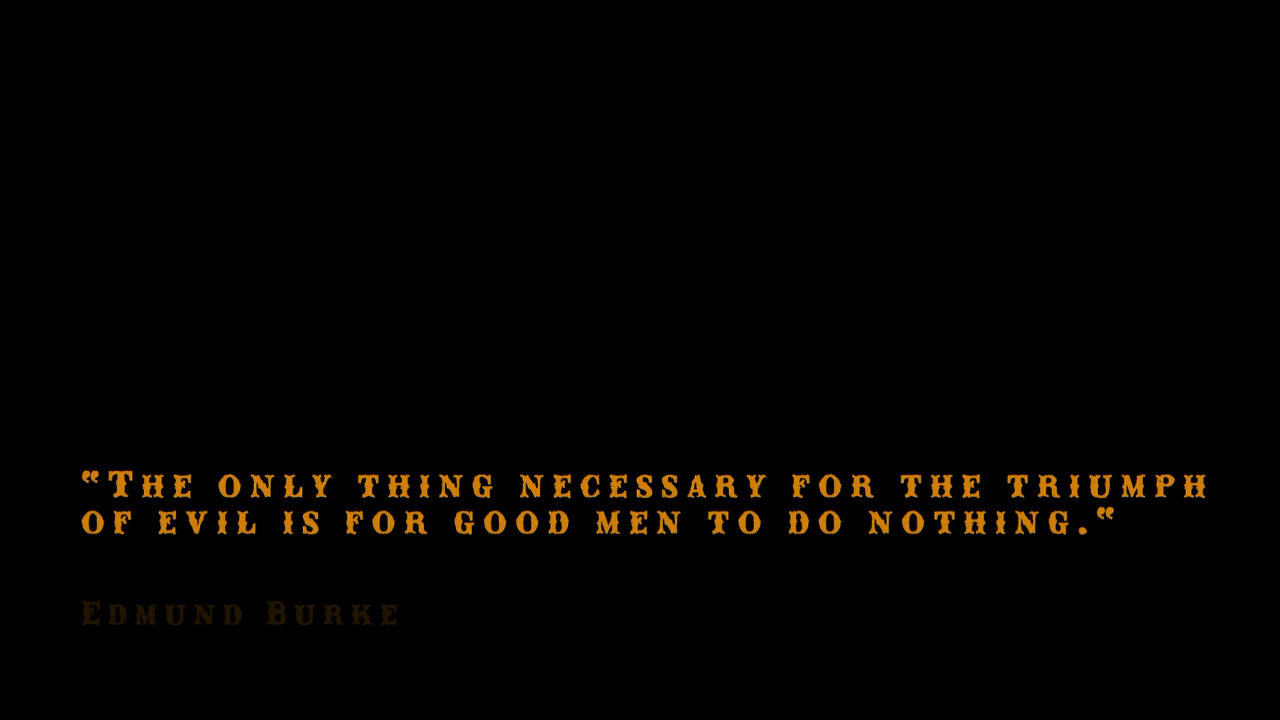 “The only thing necessary for the triumph
of evil is for good men to do nothing.“
Edmund Burke